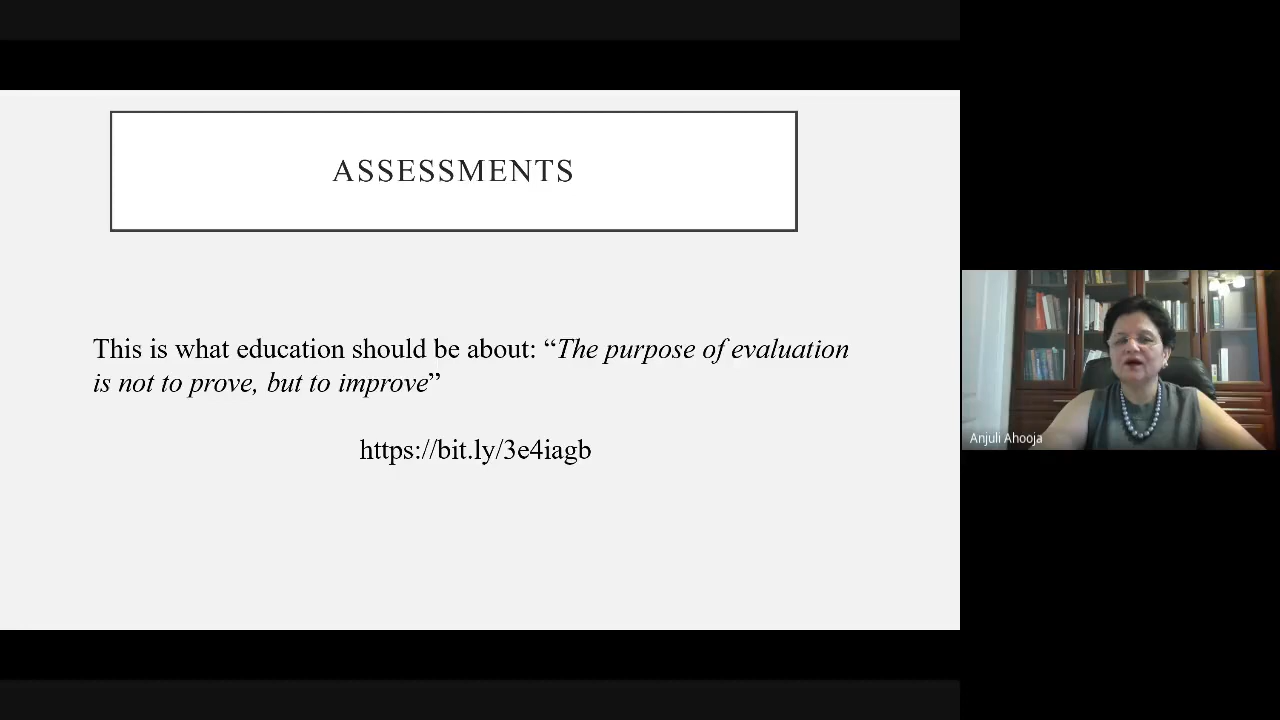 ASSESSMENTS
This is what education should be about: “The purpose of evaluation
is not to prove, but to improve”
https://bit.ly/3e4iagb
Anjuli Ahooja